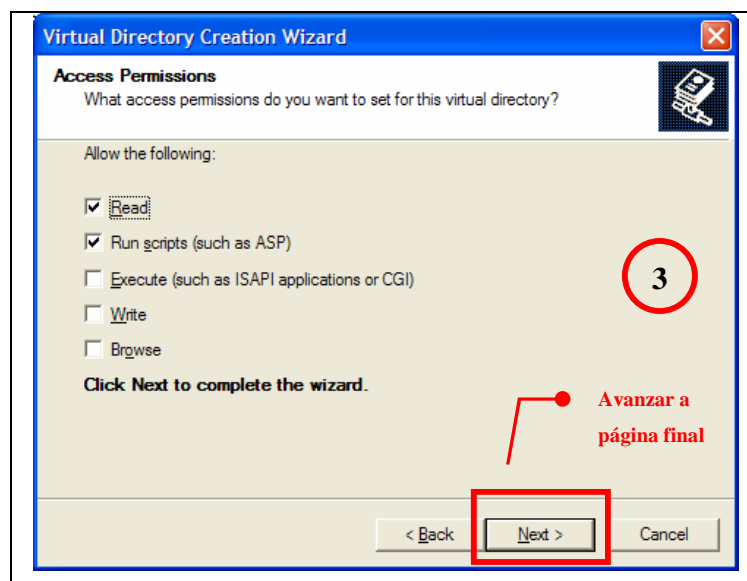 Virtual Directory Creation Wizard
Access Permissions
What access permissions do you want to set for this virtual directory?
Allow the following:
Read
Run scripts (such as ASP)
Execute (such as ISAPI applications or CGI)
Write
Browse
Click Next to complete the wizard.
3
Avanzar a
página final
< Back
Next >
Cancel